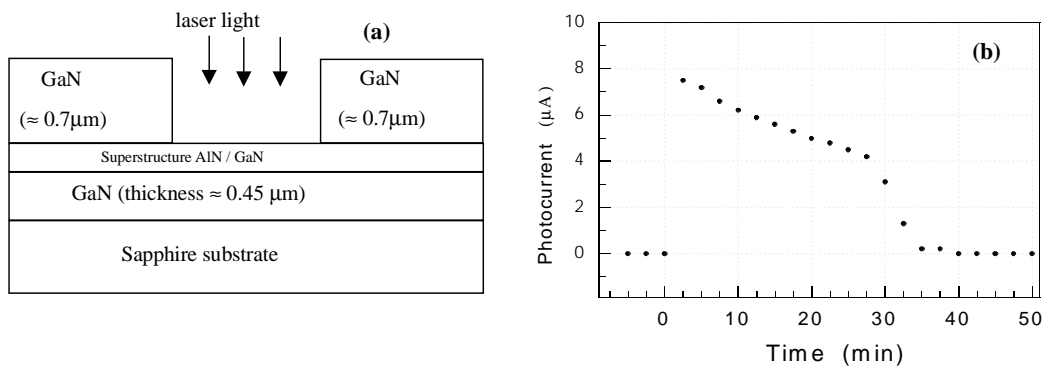 laser light
(a)
GaN
(≈ 0.7μm)
GaN
(≈ 0.7μm)
Superstructure AlN / GaN
GaN (thickness ≈ 0.45 μm)
Sapphire substrate
(b)
Photocurrent (μA)
10
8
6
4
2
0
0 10 20 30 40 50
Time (min)